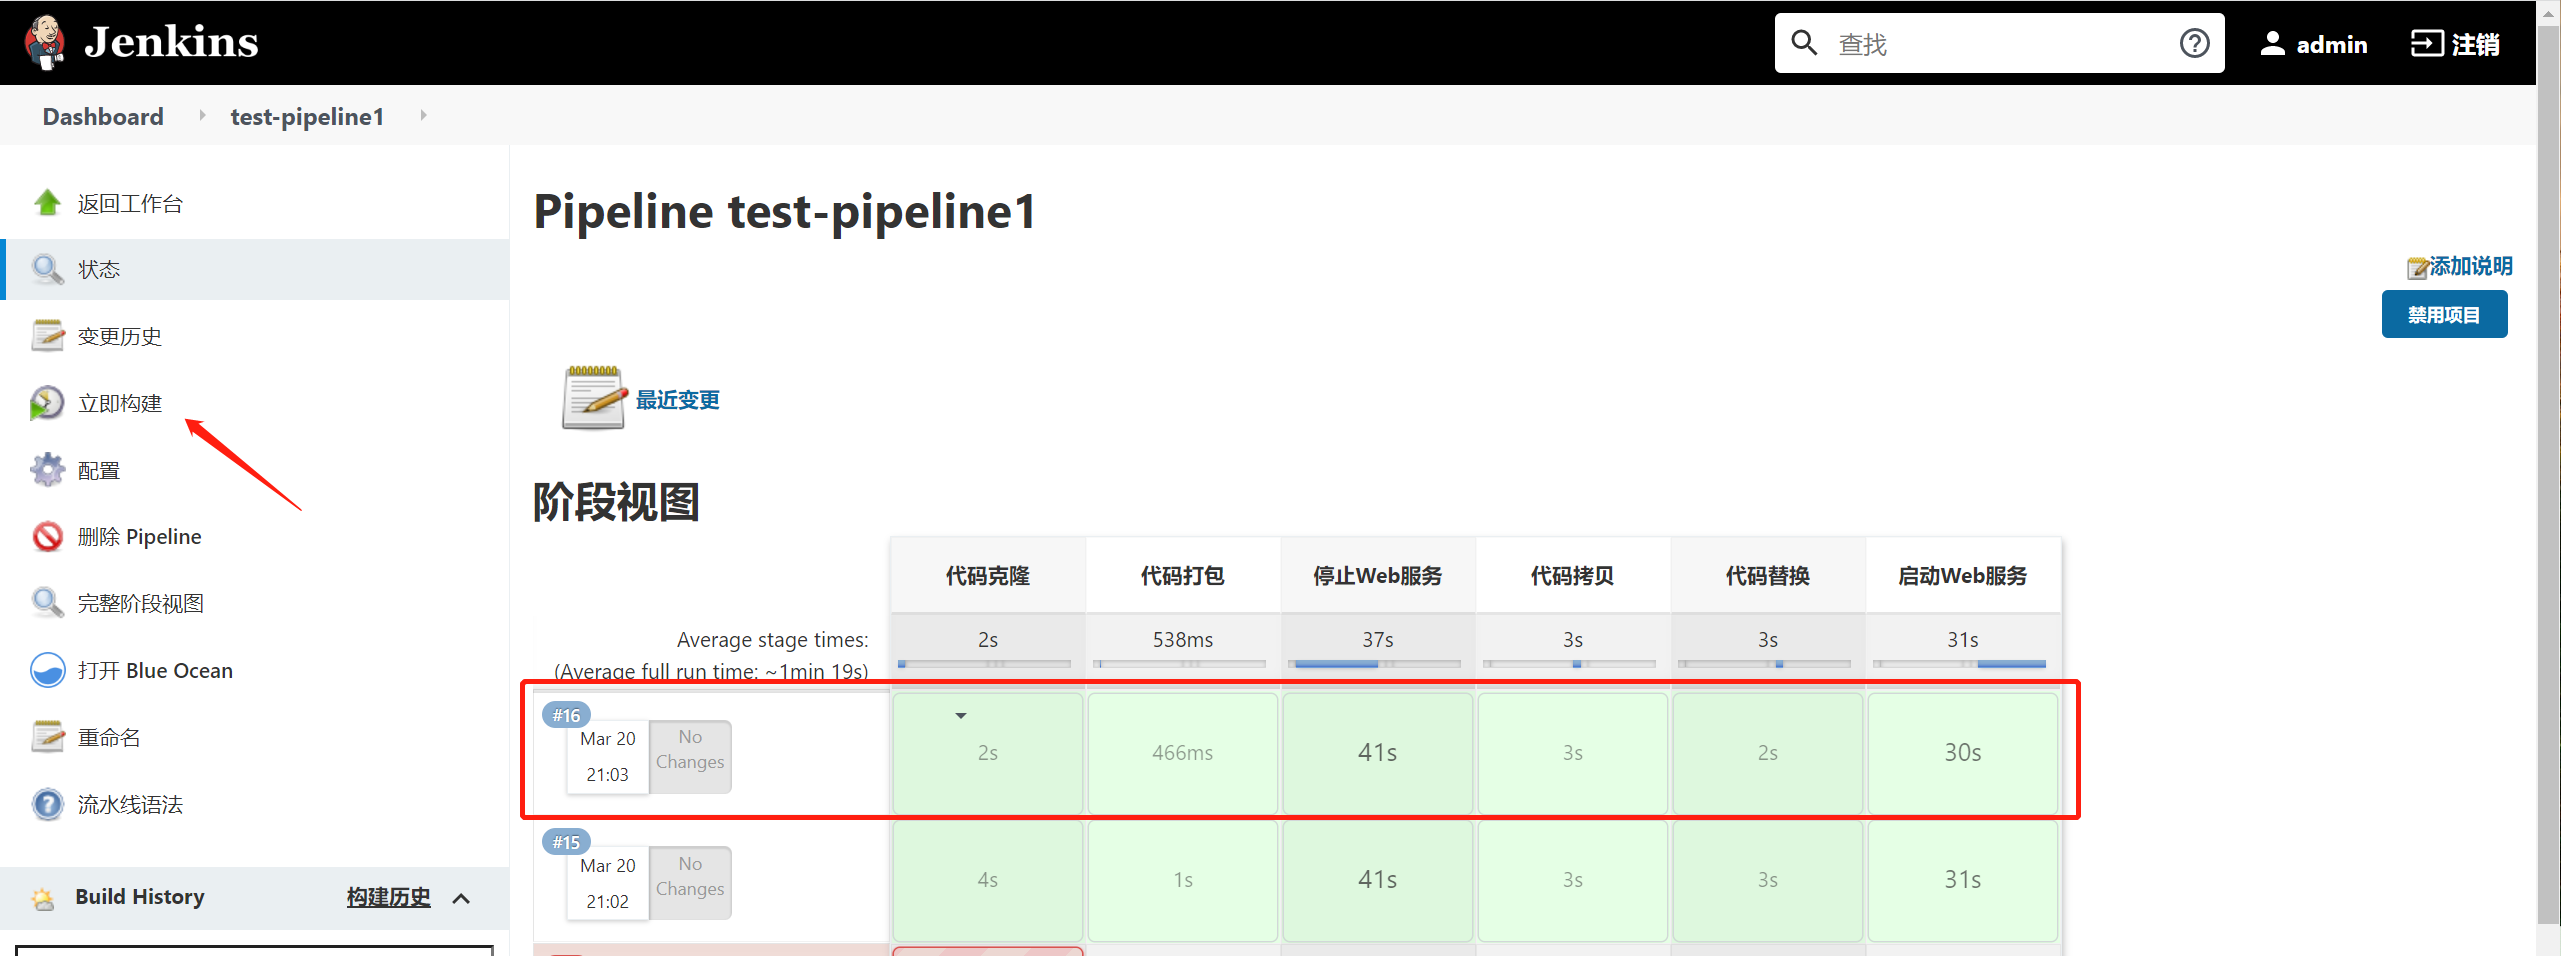 Jenkins
查找
admin
注销
Dashboard
test-pipeline1
返回工作台
状态
变更历史
立即构建
配置
删除 Pipeline
完整阶段视图
打开 Blue Ocean
重命名
流水线语法
Build History
构建历史
Pipeline test-pipeline1
添加说明
禁用项目
最近变更
阶段视图
代码克隆 代码打包 停止Web服务 代码拷贝 代码替换 启动Web服务
Average stage times: 2s 538ms 37s 3s 3s 31s
(Average full run time: ~1min 19s)
#16
Mar 20
21:03
No
Changes
2s 466ms 41s 3s 2s 30s
#15
Mar 20
21:02
No
Changes
4s 1s 41s 3s 3s 31s